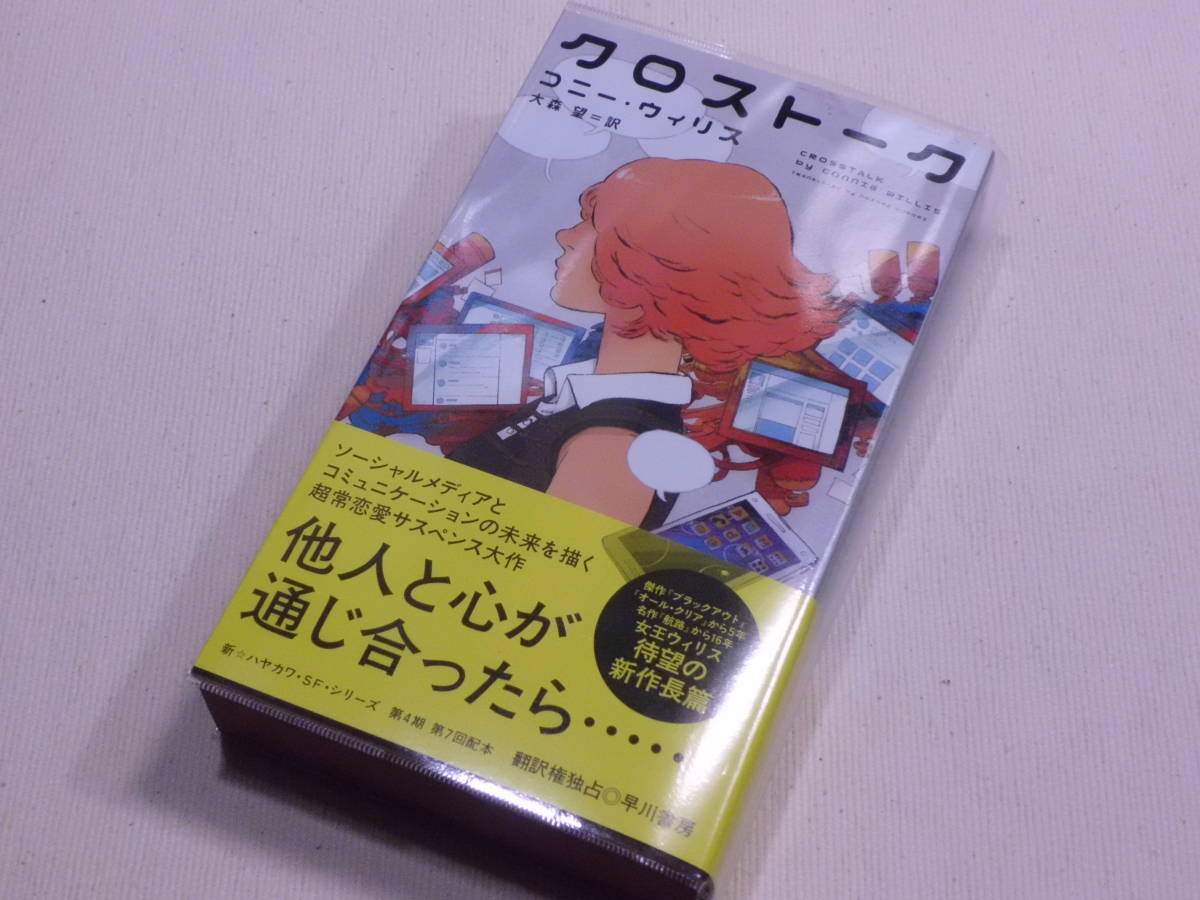 クロストーク
コニー・ウィリス
大森 望=訳
CROSSTALK
by CONNIE WILLIS
ソーシャルメディアと
コミュニケーションの未来を描く
超常恋愛サスペンス大作
他人と心が
通じ合ったら……
傑作『ブラックアウト』
『オール・クリア』から5年
名作『航路』から16年
女王ウィリス
待望の
新作長篇
新☆ハヤカワ・SF・シリーズ 第4期 第7回配本 翻訳権独占◎早川書房